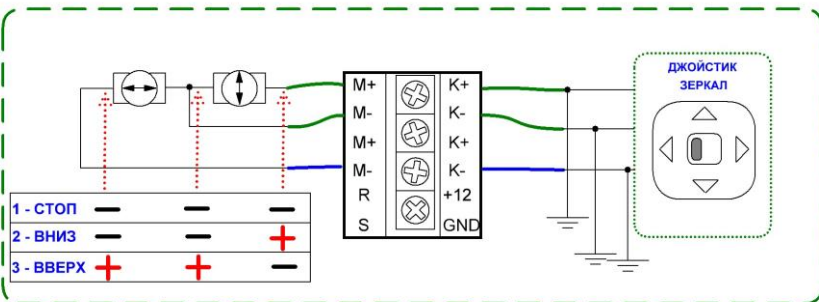 ДЖОЙСТИК
ЗЕРКАЛ
M+ K+
M- K-
M+ K+
M- K-
R +12
S GND
1 - СТОП — — —
2 - ВНИЗ — — +
3 - ВВЕРХ + + —